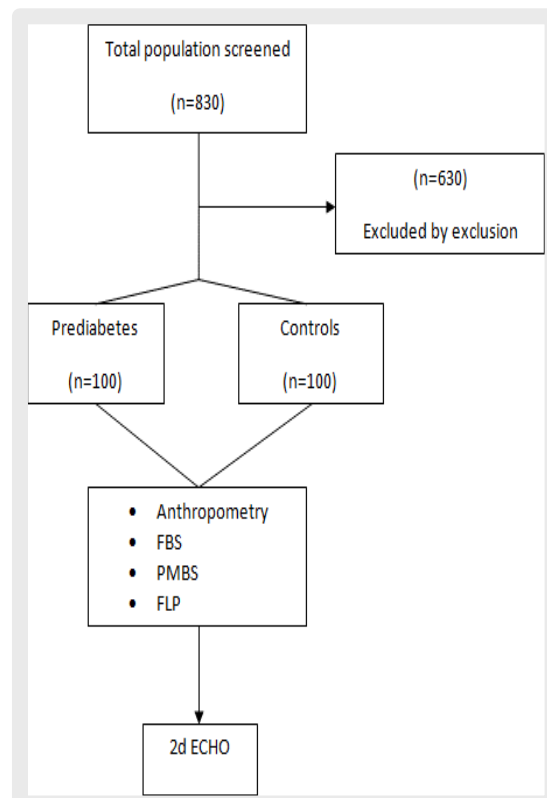 Total population screened
(n=830)
(n=630)
Excluded by exclusion
Prediabetes
(n=100)
Controls
(n=100)
• Anthropometry
• FBS
• PMBS
• FLP
2d ECHO